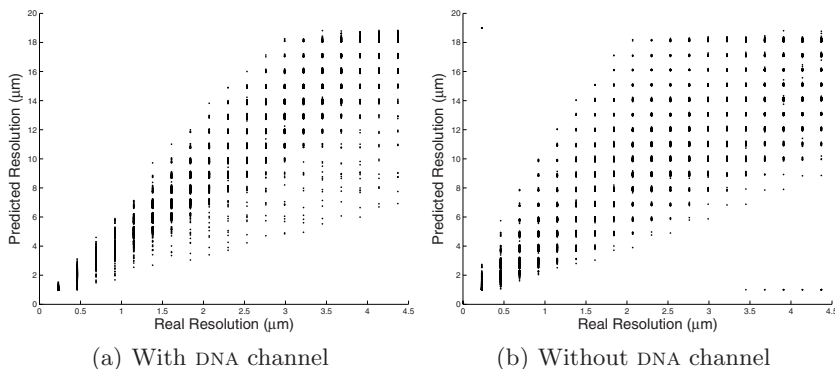 20
18
16
14
12
10
8
6
4
2
0
Predicted Resolution (μm)
0 0.5 1 1.5 2 2.5 3 3.5 4 4.5
Real Resolution (μm)
(a) With DNA channel
20
18
16
14
12
10
8
6
4
2
0
Predicted Resolution (μm)
0 0.5 1 1.5 2 2.5 3 3.5 4 4.5
Real Resolution (μm)
(b) Without DNA channel